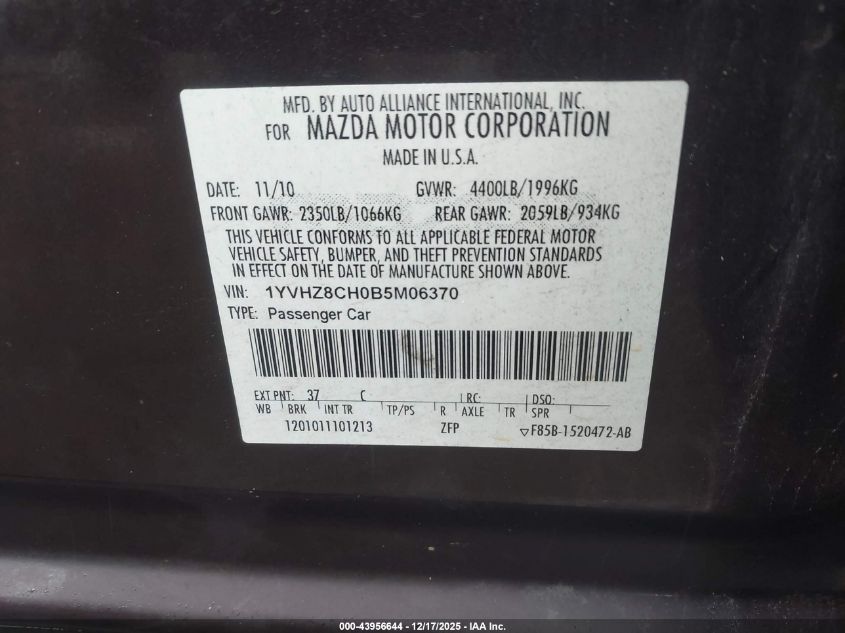 MFD. BY AUTO ALLIANCE INTERNATIONAL, INC.
FOR MAZDA MOTOR CORPORATION
MADE IN U.S.A.
DATE: 11/10 GVWR: 4400LB/1996KG
FRONT GAWR: 2350LB/1066KG REAR GAWR: 2059LB/934KG
THIS VEHICLE CONFORMS TO ALL APPLICABLE FEDERAL MOTOR
VEHICLE SAFETY, BUMPER, AND THEFT PREVENTION STANDARDS
IN EFFECT ON THE DATE OF MANUFACTURE SHOWN ABOVE.
VIN: 1YVHZ8CH0B5M06370
TYPE: Passenger Car
EXT PNT: 37 C RC: DSO:
WB BRK INT TR TP/PS R AXLE TR SPR
1201011101213 ZFP ▽F85B-1520472-AB
000-43956644 - 12/17/2025 - IAA Inc.